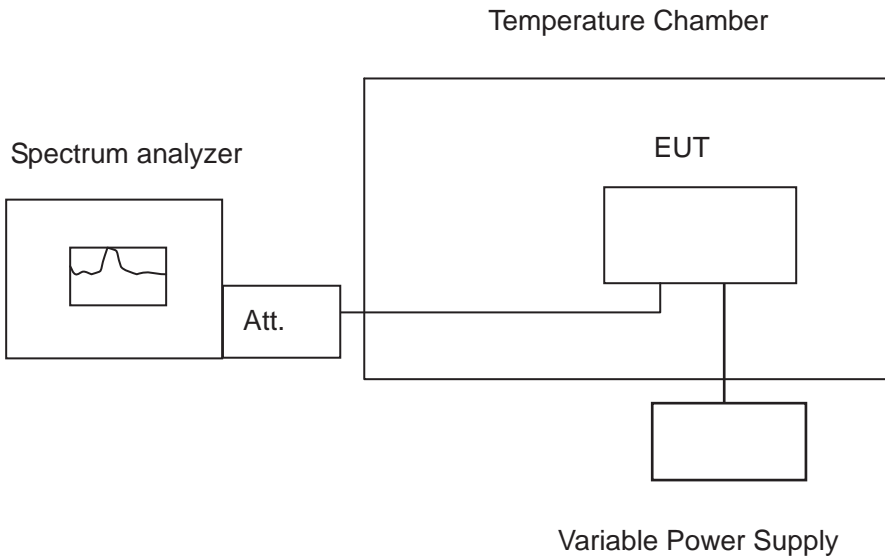 Temperature Chamber
Spectrum analyzer
EUT
Att.
Variable Power Supply